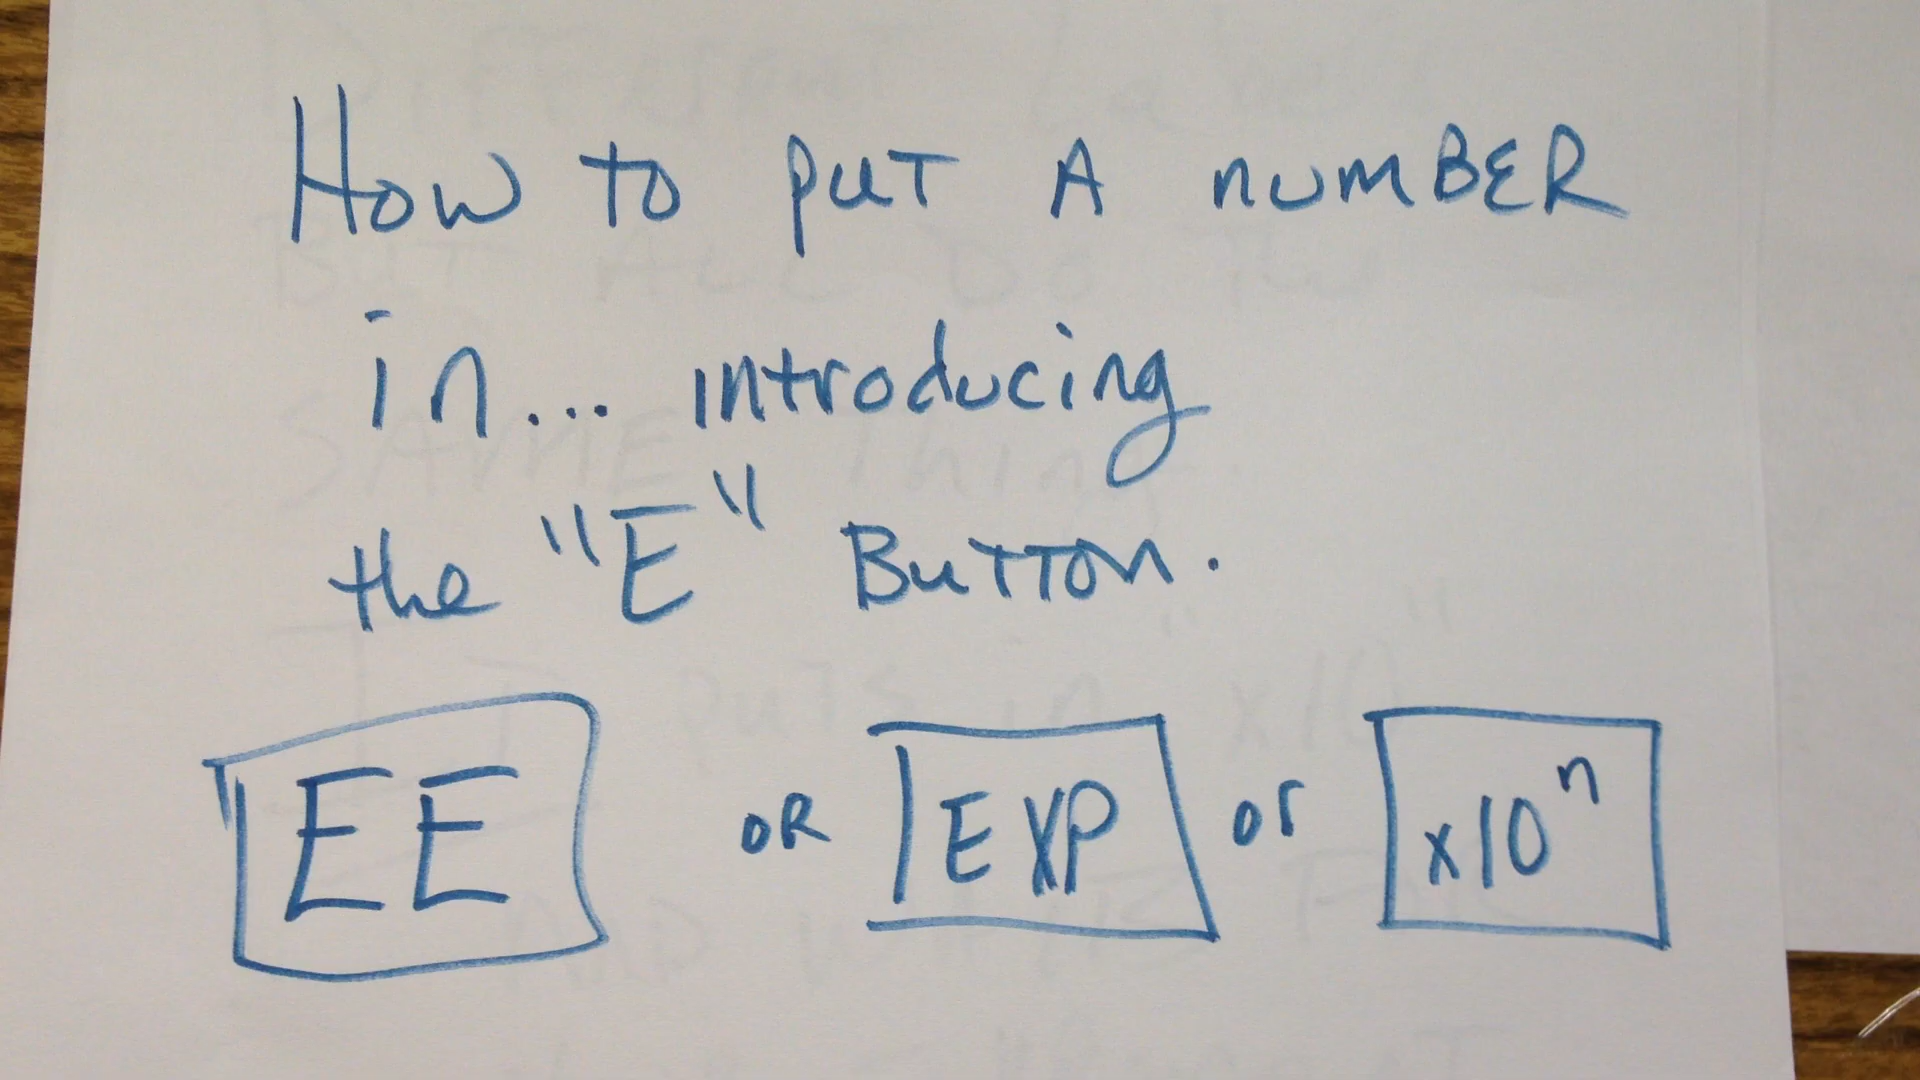 How to put A numBER
in... introducing
the "E" Button.
EE OR EXP or x10ⁿ